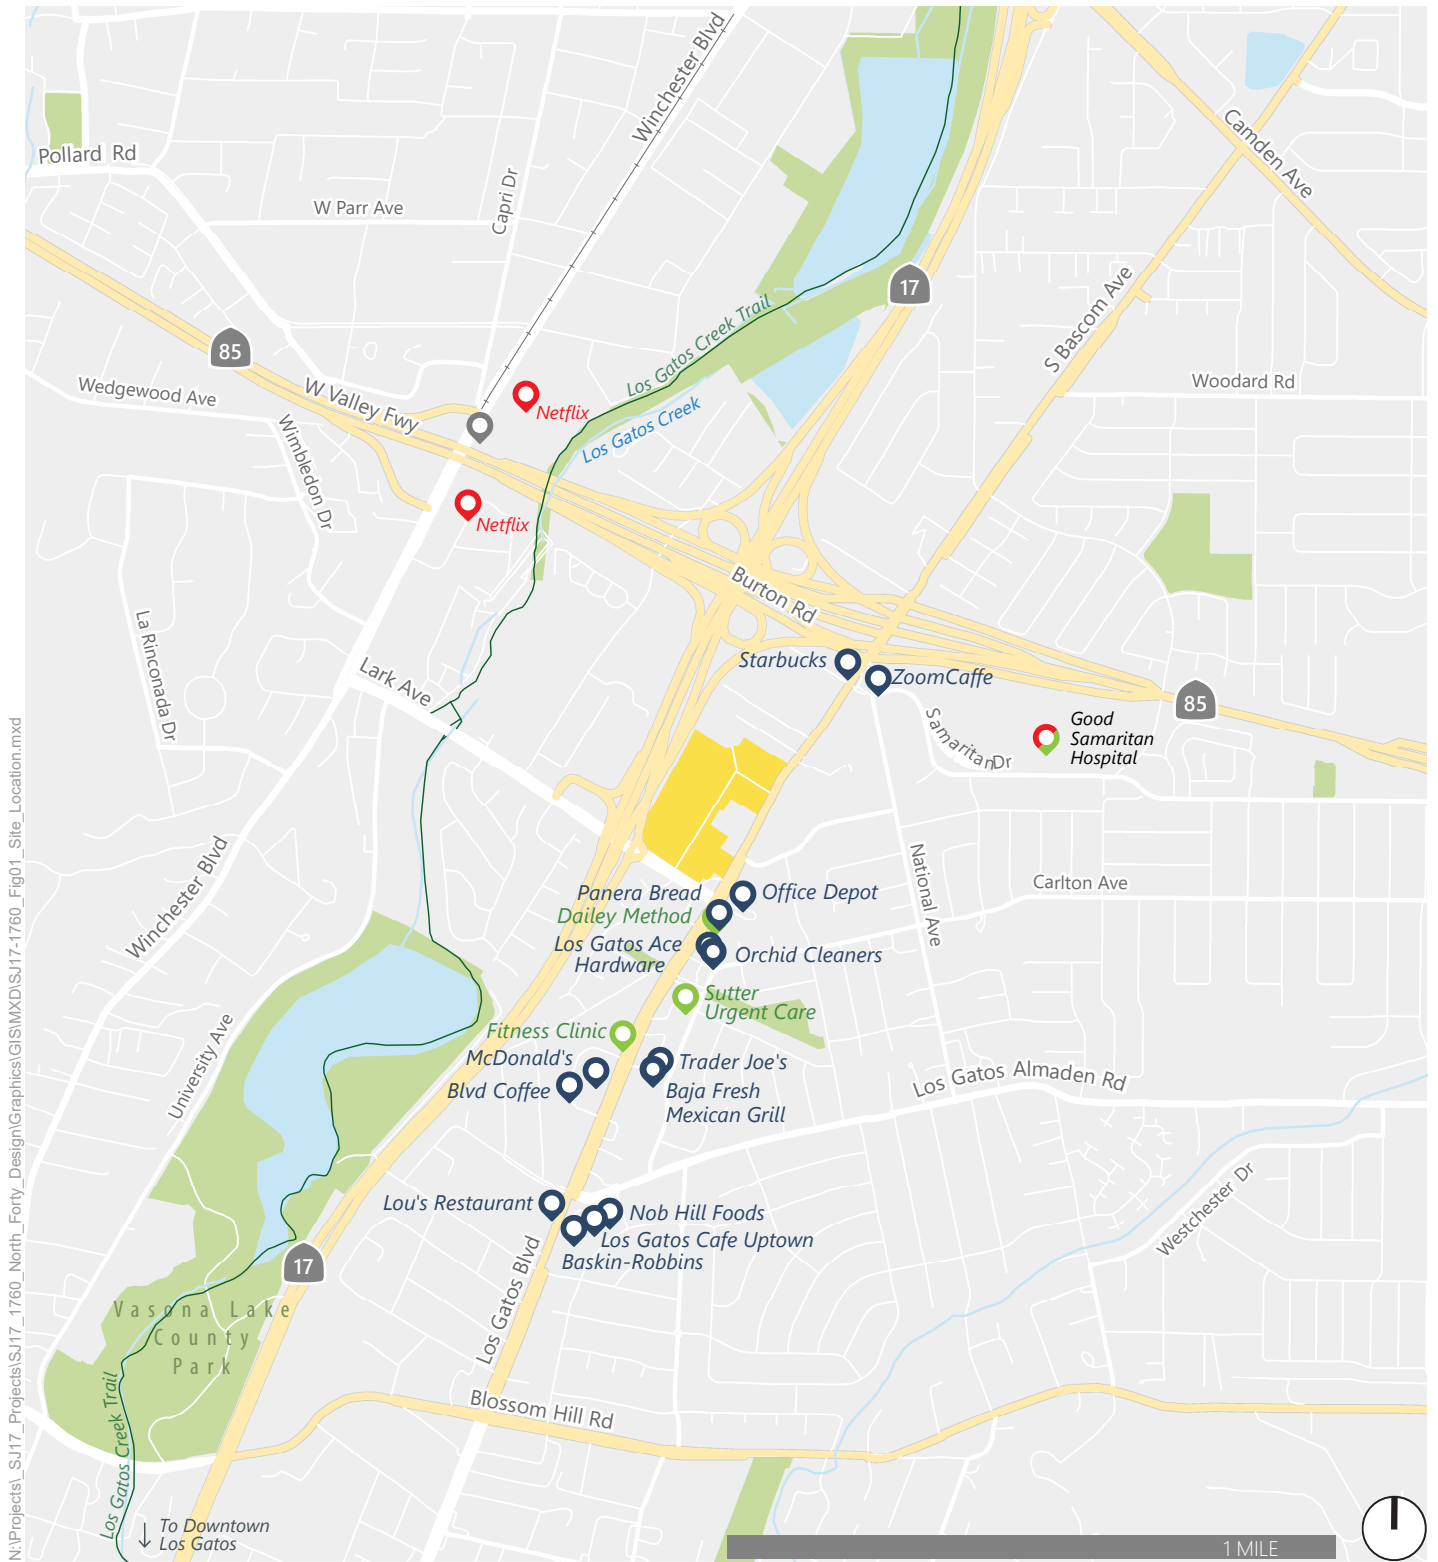 Winchester Blvd
Camden Ave
Pollard Rd
W Parr Ave
Capri Dr
17
S Bascom Ave
Los Gatos Creek Trail
85
Woodard Rd
Wedgewood Ave
W Valley Fwy
Netflix
Los Gatos Creek
Wimbledon Dr
Netflix
Burton Rd
La Rinconada Dr
Starbucks
ZoomCaffe
Lark Ave
85
Samaritan Dr
Good
Samaritan
Hospital
Winchester Blvd
National Ave
Carlton Ave
Panera Bread
Office Depot
Dailey Method
Los Gatos Ace
Hardware
Orchid Cleaners
Sutter
Urgent Care
Fitness Clinic
University Ave
McDonald's
Trader Joe's
Blvd Coffee
Baja Fresh
Mexican Grill
Los Gatos Almaden Rd
Westchester Dr
Lou's Restaurant
Nob Hill Foods
Los Gatos Cafe Uptown
Baskin-Robbins
17
Los Gatos Blvd
Vasona Lake
County
Park
Los Gatos Creek Trail
Blossom Hill Rd
To Downtown
Los Gatos
1 MILE
N:\Projects\_SJ17_Projects\SJ17_1760_North_Forty_Design\Graphics\GIS\MXD\SJ17-1760_Fig01_Site_Location.mxd